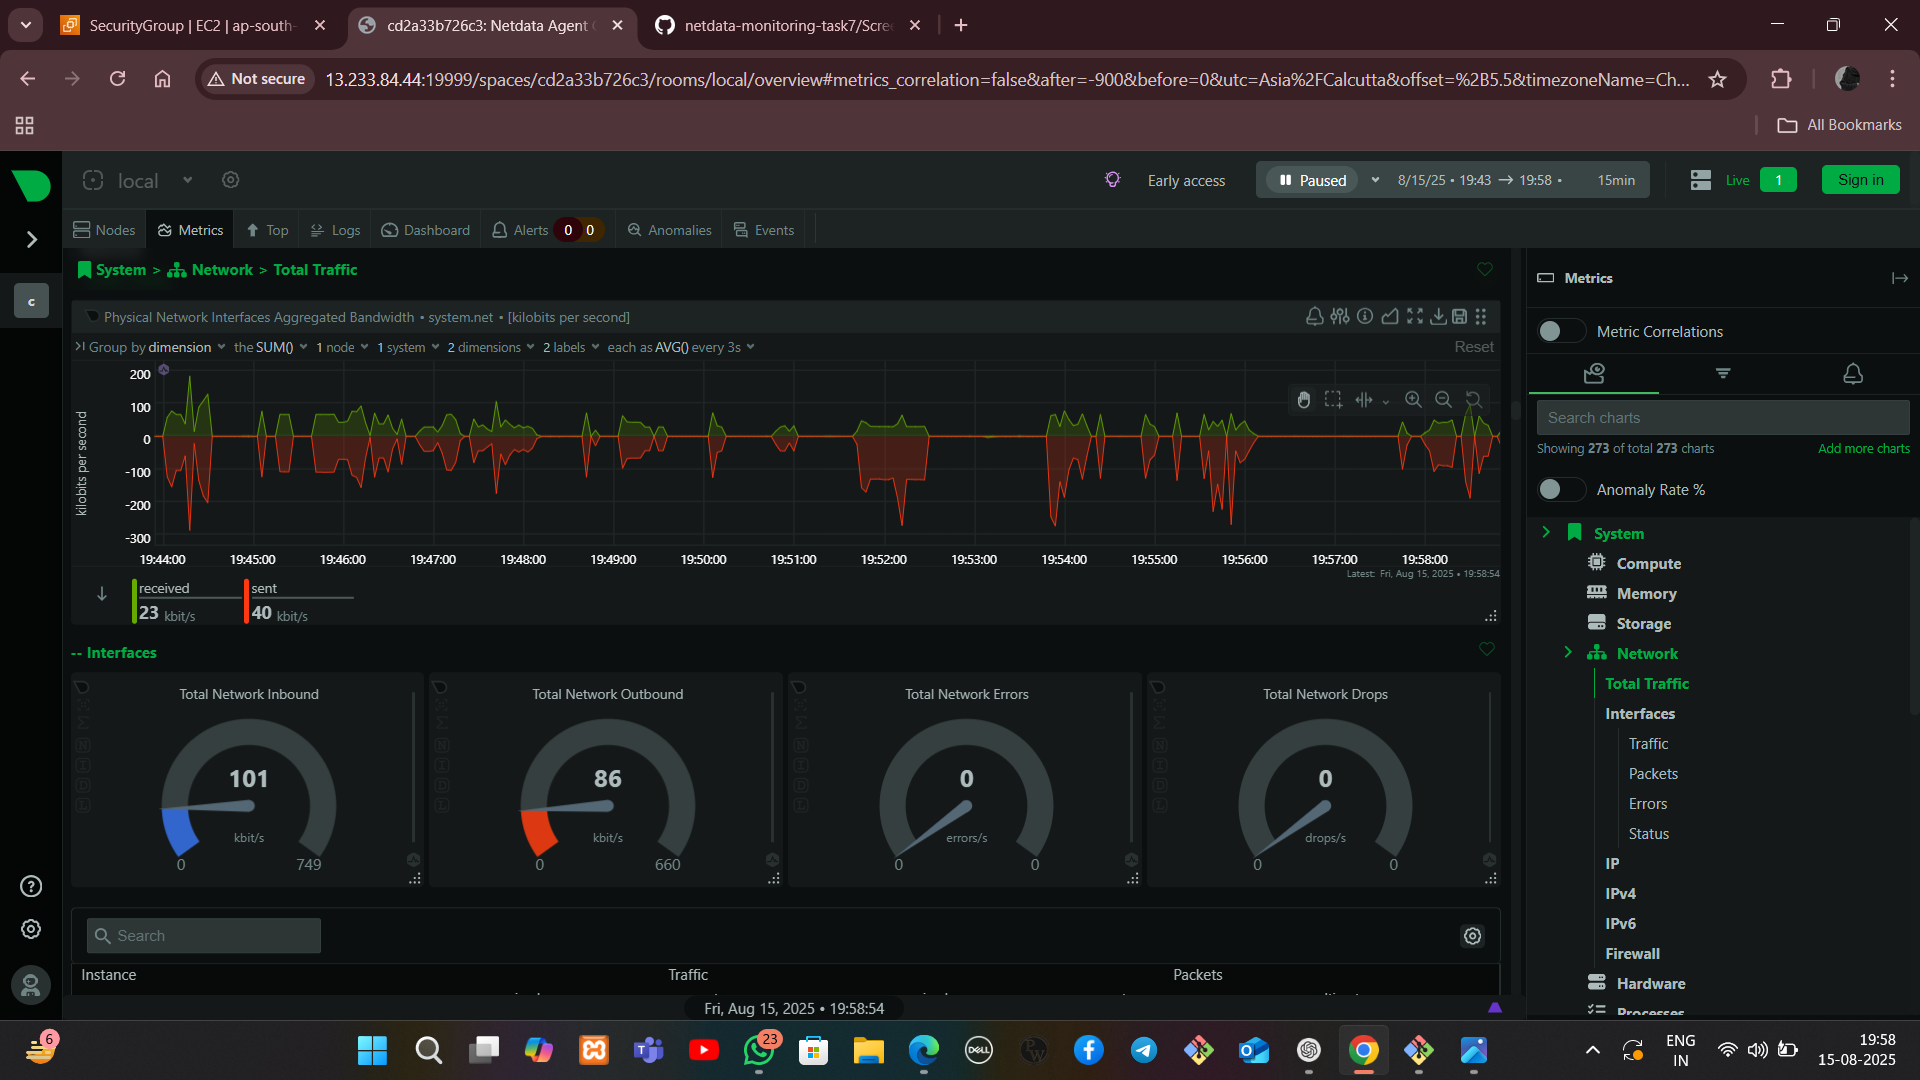 SecurityGroup | EC2 | ap-south-
cd2a33b726c3: Netdata Agent
netdata-monitoring-task7/Scre
Not secure
13.233.84.44:19999/spaces/cd2a33b726c3/rooms/local/overview#metrics_correlation=false&after=-900&before=0&utc=Asia%2FCalcutta&offset=%2B5.5&timezoneName=Ch...
All Bookmarks
local
Early access
Paused
8/15/25 • 19:43 → 19:58 •
15min
Live
1
Sign in
Nodes
Metrics
Top
Logs
Dashboard
Alerts
0
0
Anomalies
Events
c
System > Network > Total Traffic
Physical Network Interfaces Aggregated Bandwidth • system.net • [kilobits per second]
Group by dimension the SUM() 1 node 1 system 2 dimensions 2 labels each as AVG() every 3s
Reset
kilobits per second
200
100
0
-100
-200
-300
19:44:00
19:45:00
19:46:00
19:47:00
19:48:00
19:49:00
19:50:00
19:51:00
19:52:00
19:53:00
19:54:00
19:55:00
19:56:00
19:57:00
19:58:00
Latest: Fri, Aug 15, 2025 • 19:58:54
received
23 kbit/s
sent
40 kbit/s
-- Interfaces
Total Network Inbound
101
kbit/s
0
749
Total Network Outbound
86
kbit/s
0
660
Total Network Errors
0
errors/s
0
0
Total Network Drops
0
drops/s
0
0
Search
Instance
Traffic
Packets
Fri, Aug 15, 2025 • 19:58:54
Metrics
Metric Correlations
Search charts
Showing 273 of total 273 charts
Add more charts
Anomaly Rate %
System
Compute
Memory
Storage
Network
Total Traffic
Interfaces
Traffic
Packets
Errors
Status
IP
IPv4
IPv6
Firewall
Hardware
Processes
6
23
DELL
ENG
IN
19:58
15-08-2025